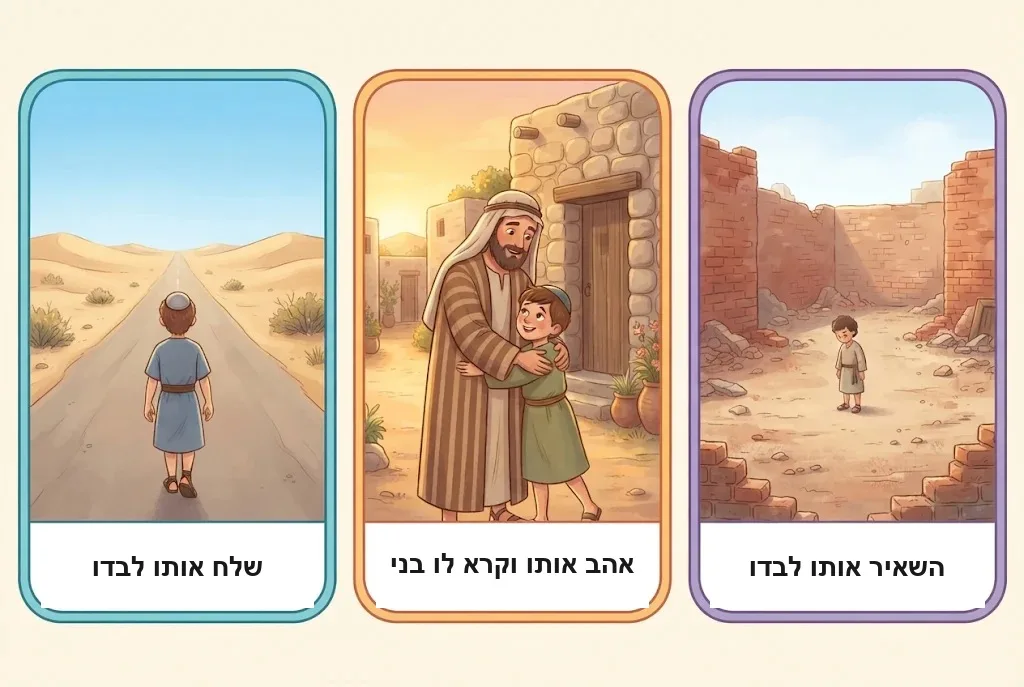 השאיר אותו לבדו
אהב אותו וקרא לו בני
שלח אותו לבדו